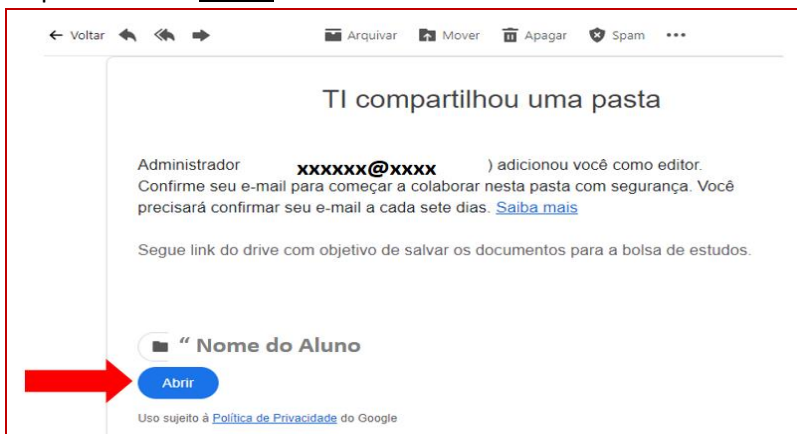 ← Voltar Arquivar Mover Apagar Spam •••
TI compartilhou uma pasta
Administrador xxxxxx@xxxx ) adicionou você como editor.
Confirme seu e-mail para começar a colaborar nesta pasta com segurança. Você
precisará confirmar seu e-mail a cada sete dias. Saiba mais
Segue link do drive com objetivo de salvar os documentos para a bolsa de estudos.
“ Nome do Aluno
Abrir
Uso sujeito à Política de Privacidade do Google